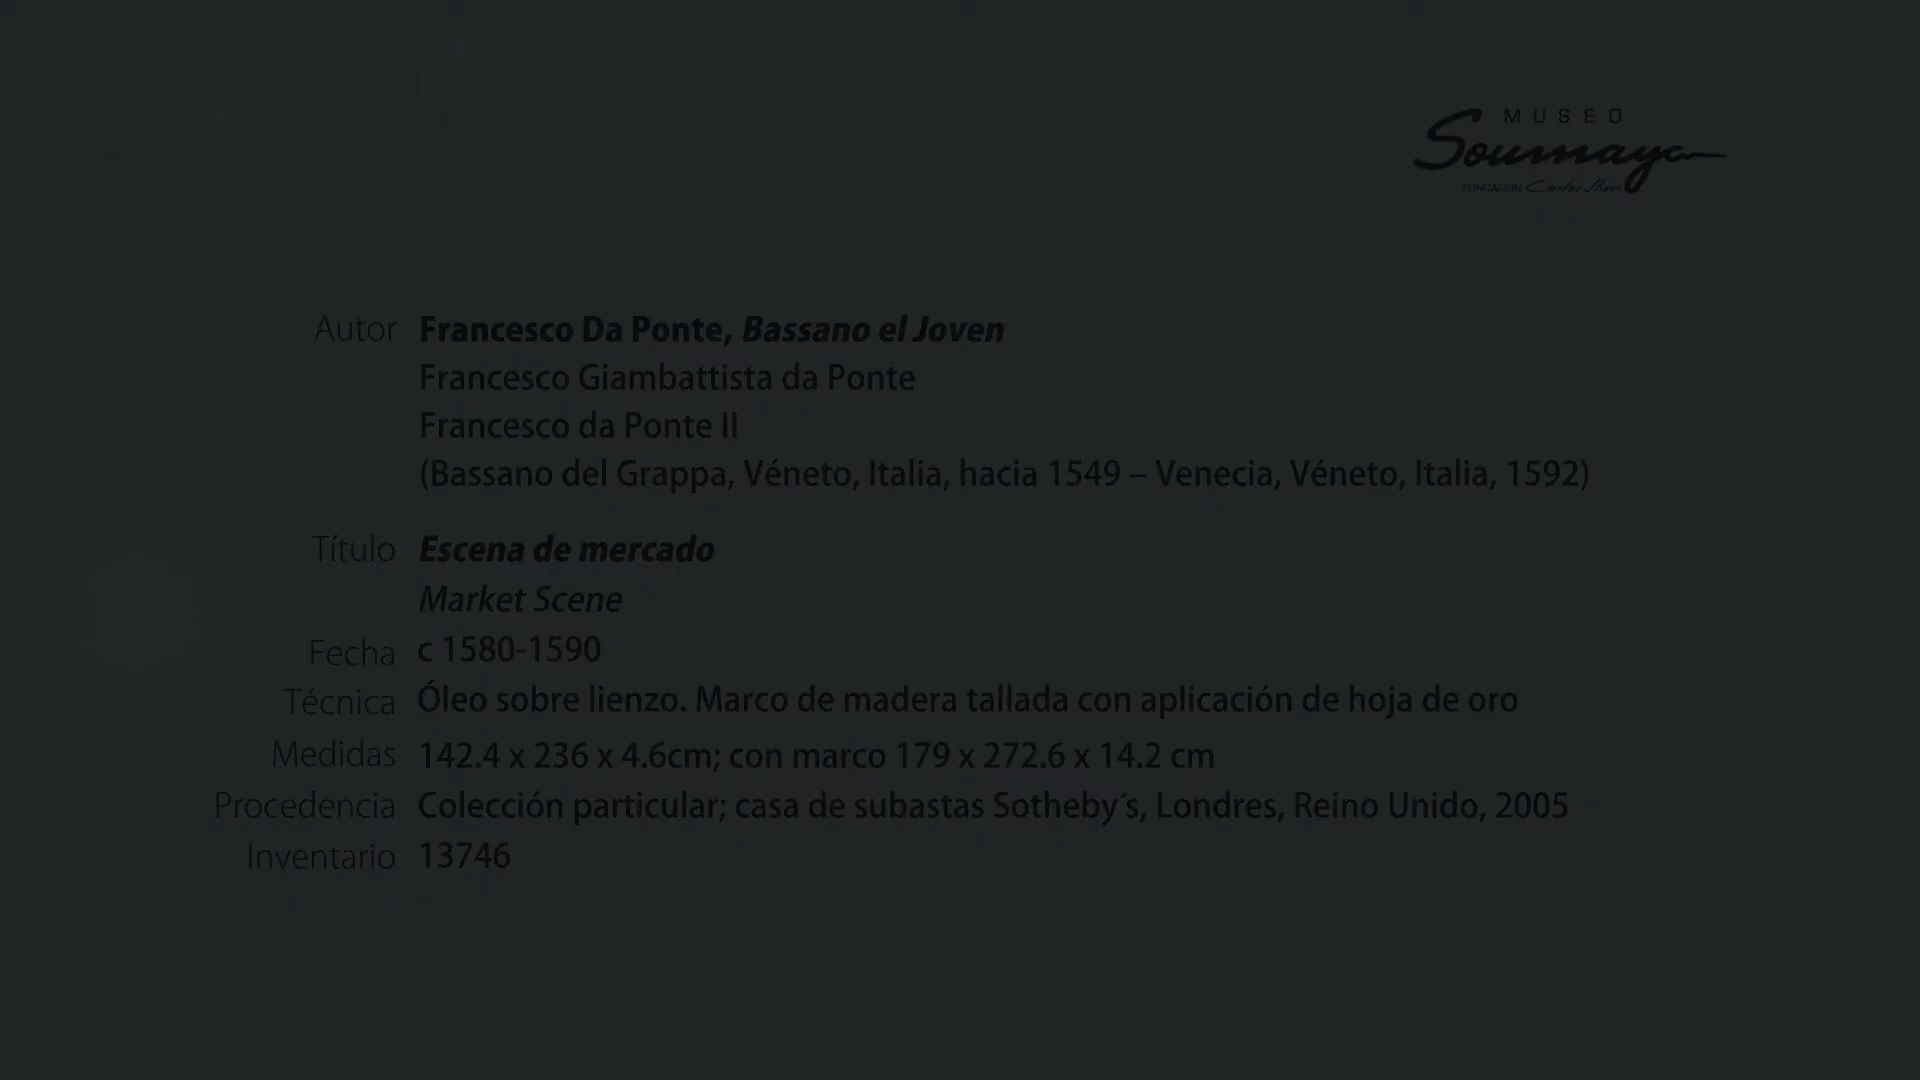 MUSEO
Soumaya
FUNDACIÓN Carlos Slim
Autor Francesco Da Ponte, Bassano el Joven
Francesco Giambattista da Ponte
Francesco da Ponte II
(Bassano del Grappa, Véneto, Italia, hacia 1549 – Venecia, Véneto, Italia, 1592)
Título Escena de mercado
Market Scene
Fecha c 1580-1590
Técnica Óleo sobre lienzo. Marco de madera tallada con aplicación de hoja de oro
Medidas 142.4 x 236 x 4.6cm; con marco 179 x 272.6 x 14.2 cm
Procedencia Colección particular; casa de subastas Sotheby´s, Londres, Reino Unido, 2005
Inventario 13746